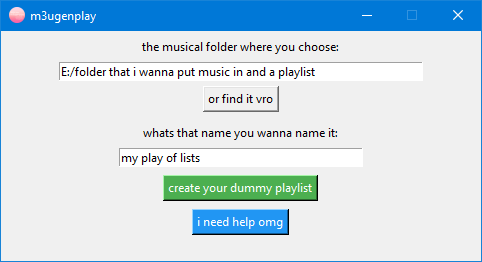 m3ugenplay
the musical folder where you choose:
E:/folder that i wanna put music in and a playlist
or find it vro
whats that name you wanna name it:
my play of lists
create your dummy playlist
i need help omg